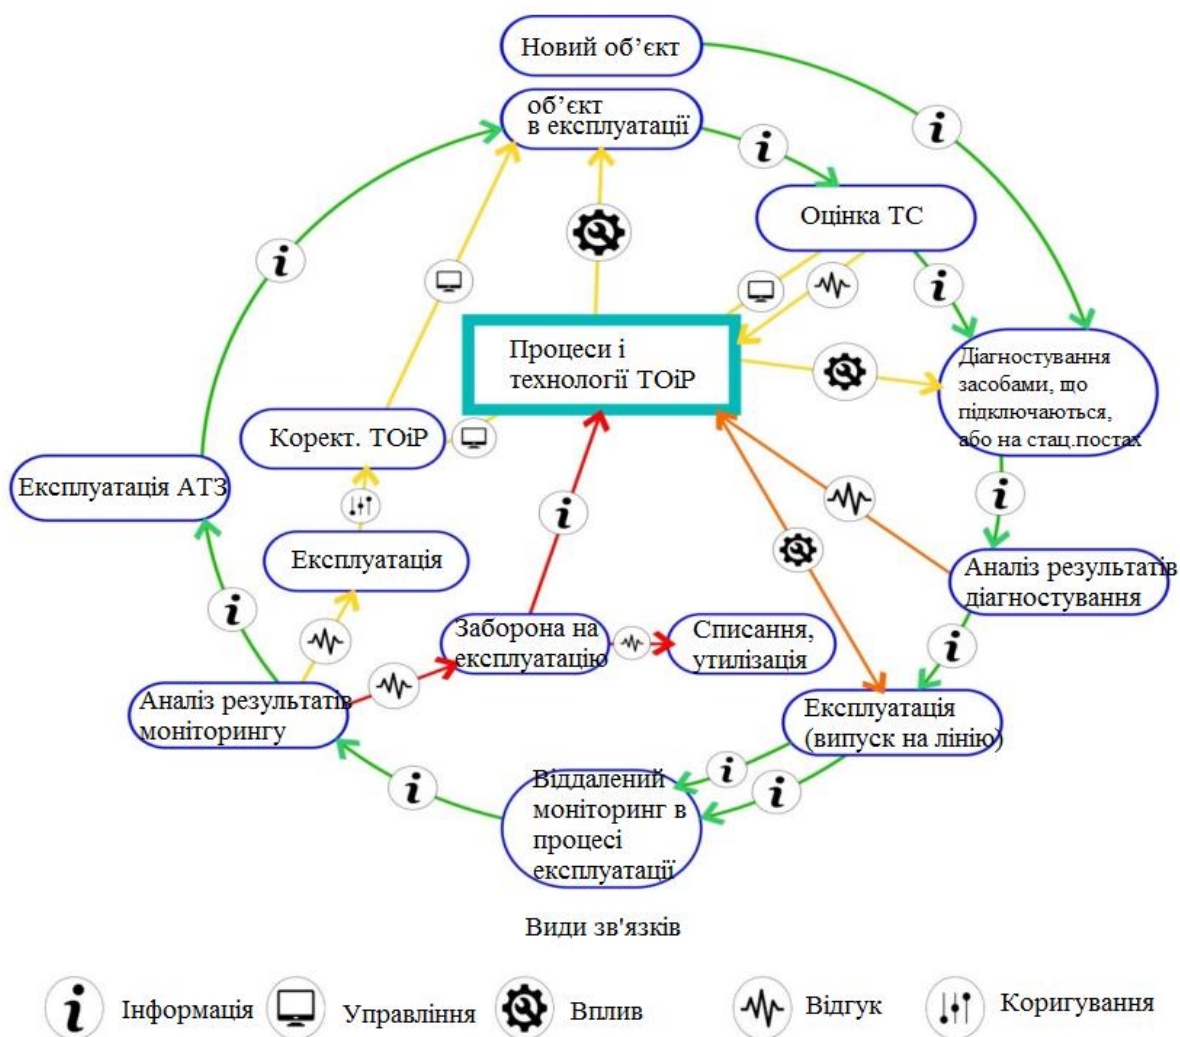 Новий об’єкт
об’єкт
в експлуатації
Оцінка ТС
Процеси і
технології ТОіР
Діагностування
засобами, що
підключаються,
або на стац.постах
Корект. ТОіР
Експлуатація АТЗ
Експлуатація
Аналіз результатів
діагностування
Заборона на
експлуатацію
Списання,
утилізація
Аналіз результатів
моніторингу
Експлуатація
(випуск на лінію)
Віддалений
моніторинг в
процесі
експлуатації
Види зв'язків
Інформація
Управління
Вплив
Відгук
Коригування